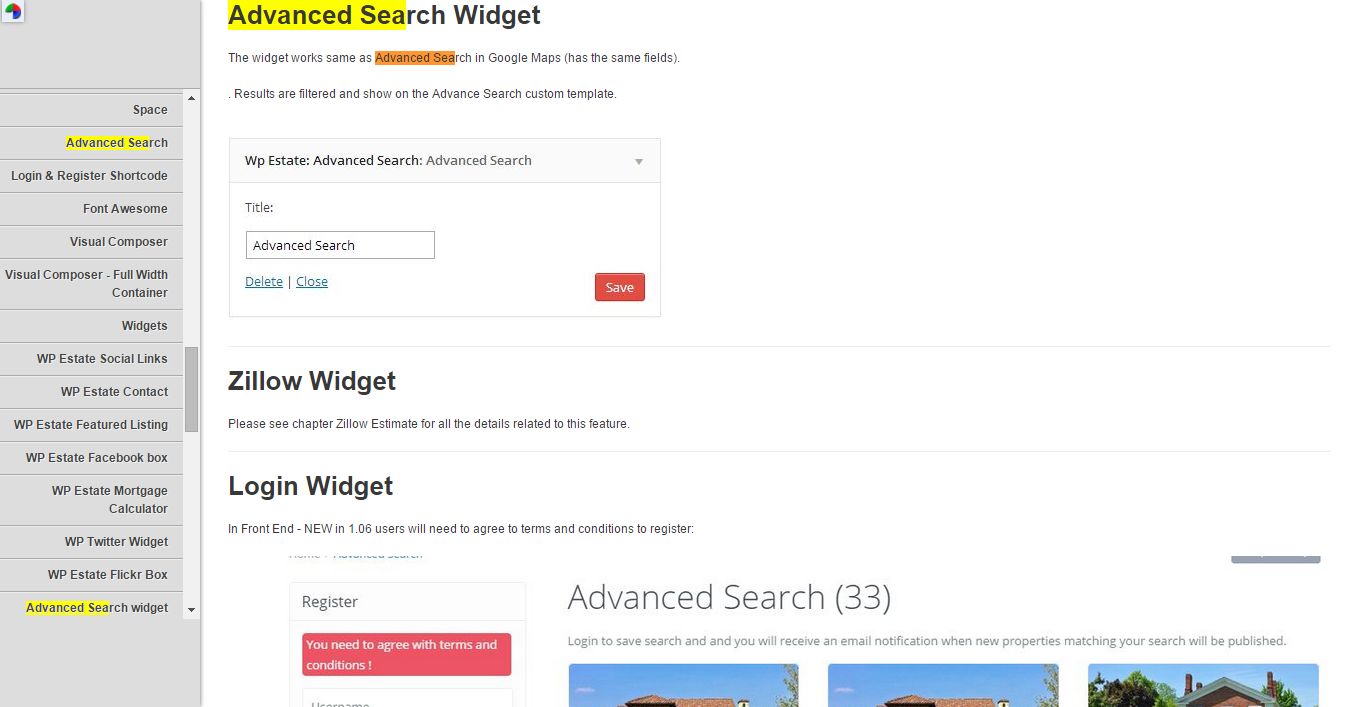 Space
Advanced Search
Login & Register Shortcode
Font Awesome
Visual Composer
Visual Composer - Full Width
Container
Widgets
WP Estate Social Links
WP Estate Contact
WP Estate Featured Listing
WP Estate Facebook box
WP Estate Mortgage
Calculator
WP Twitter Widget
WP Estate Flickr Box
Advanced Search widget
Advanced Search Widget
The widget works same as Advanced Search in Google Maps (has the same fields).
. Results are filtered and show on the Advance Search custom template.
Wp Estate: Advanced Search: Advanced Search
Title:
Advanced Search
Delete | Close
Save
Zillow Widget
Please see chapter Zillow Estimate for all the details related to this feature.
Login Widget
In Front End - NEW in 1.06 users will need to agree to terms and conditions to register:
Home Advanced Search
Register
You need to agree with terms and
conditions !
Username
Advanced Search (33)
Login to save search and and you will receive an email notification when new properties matching your search will be published.